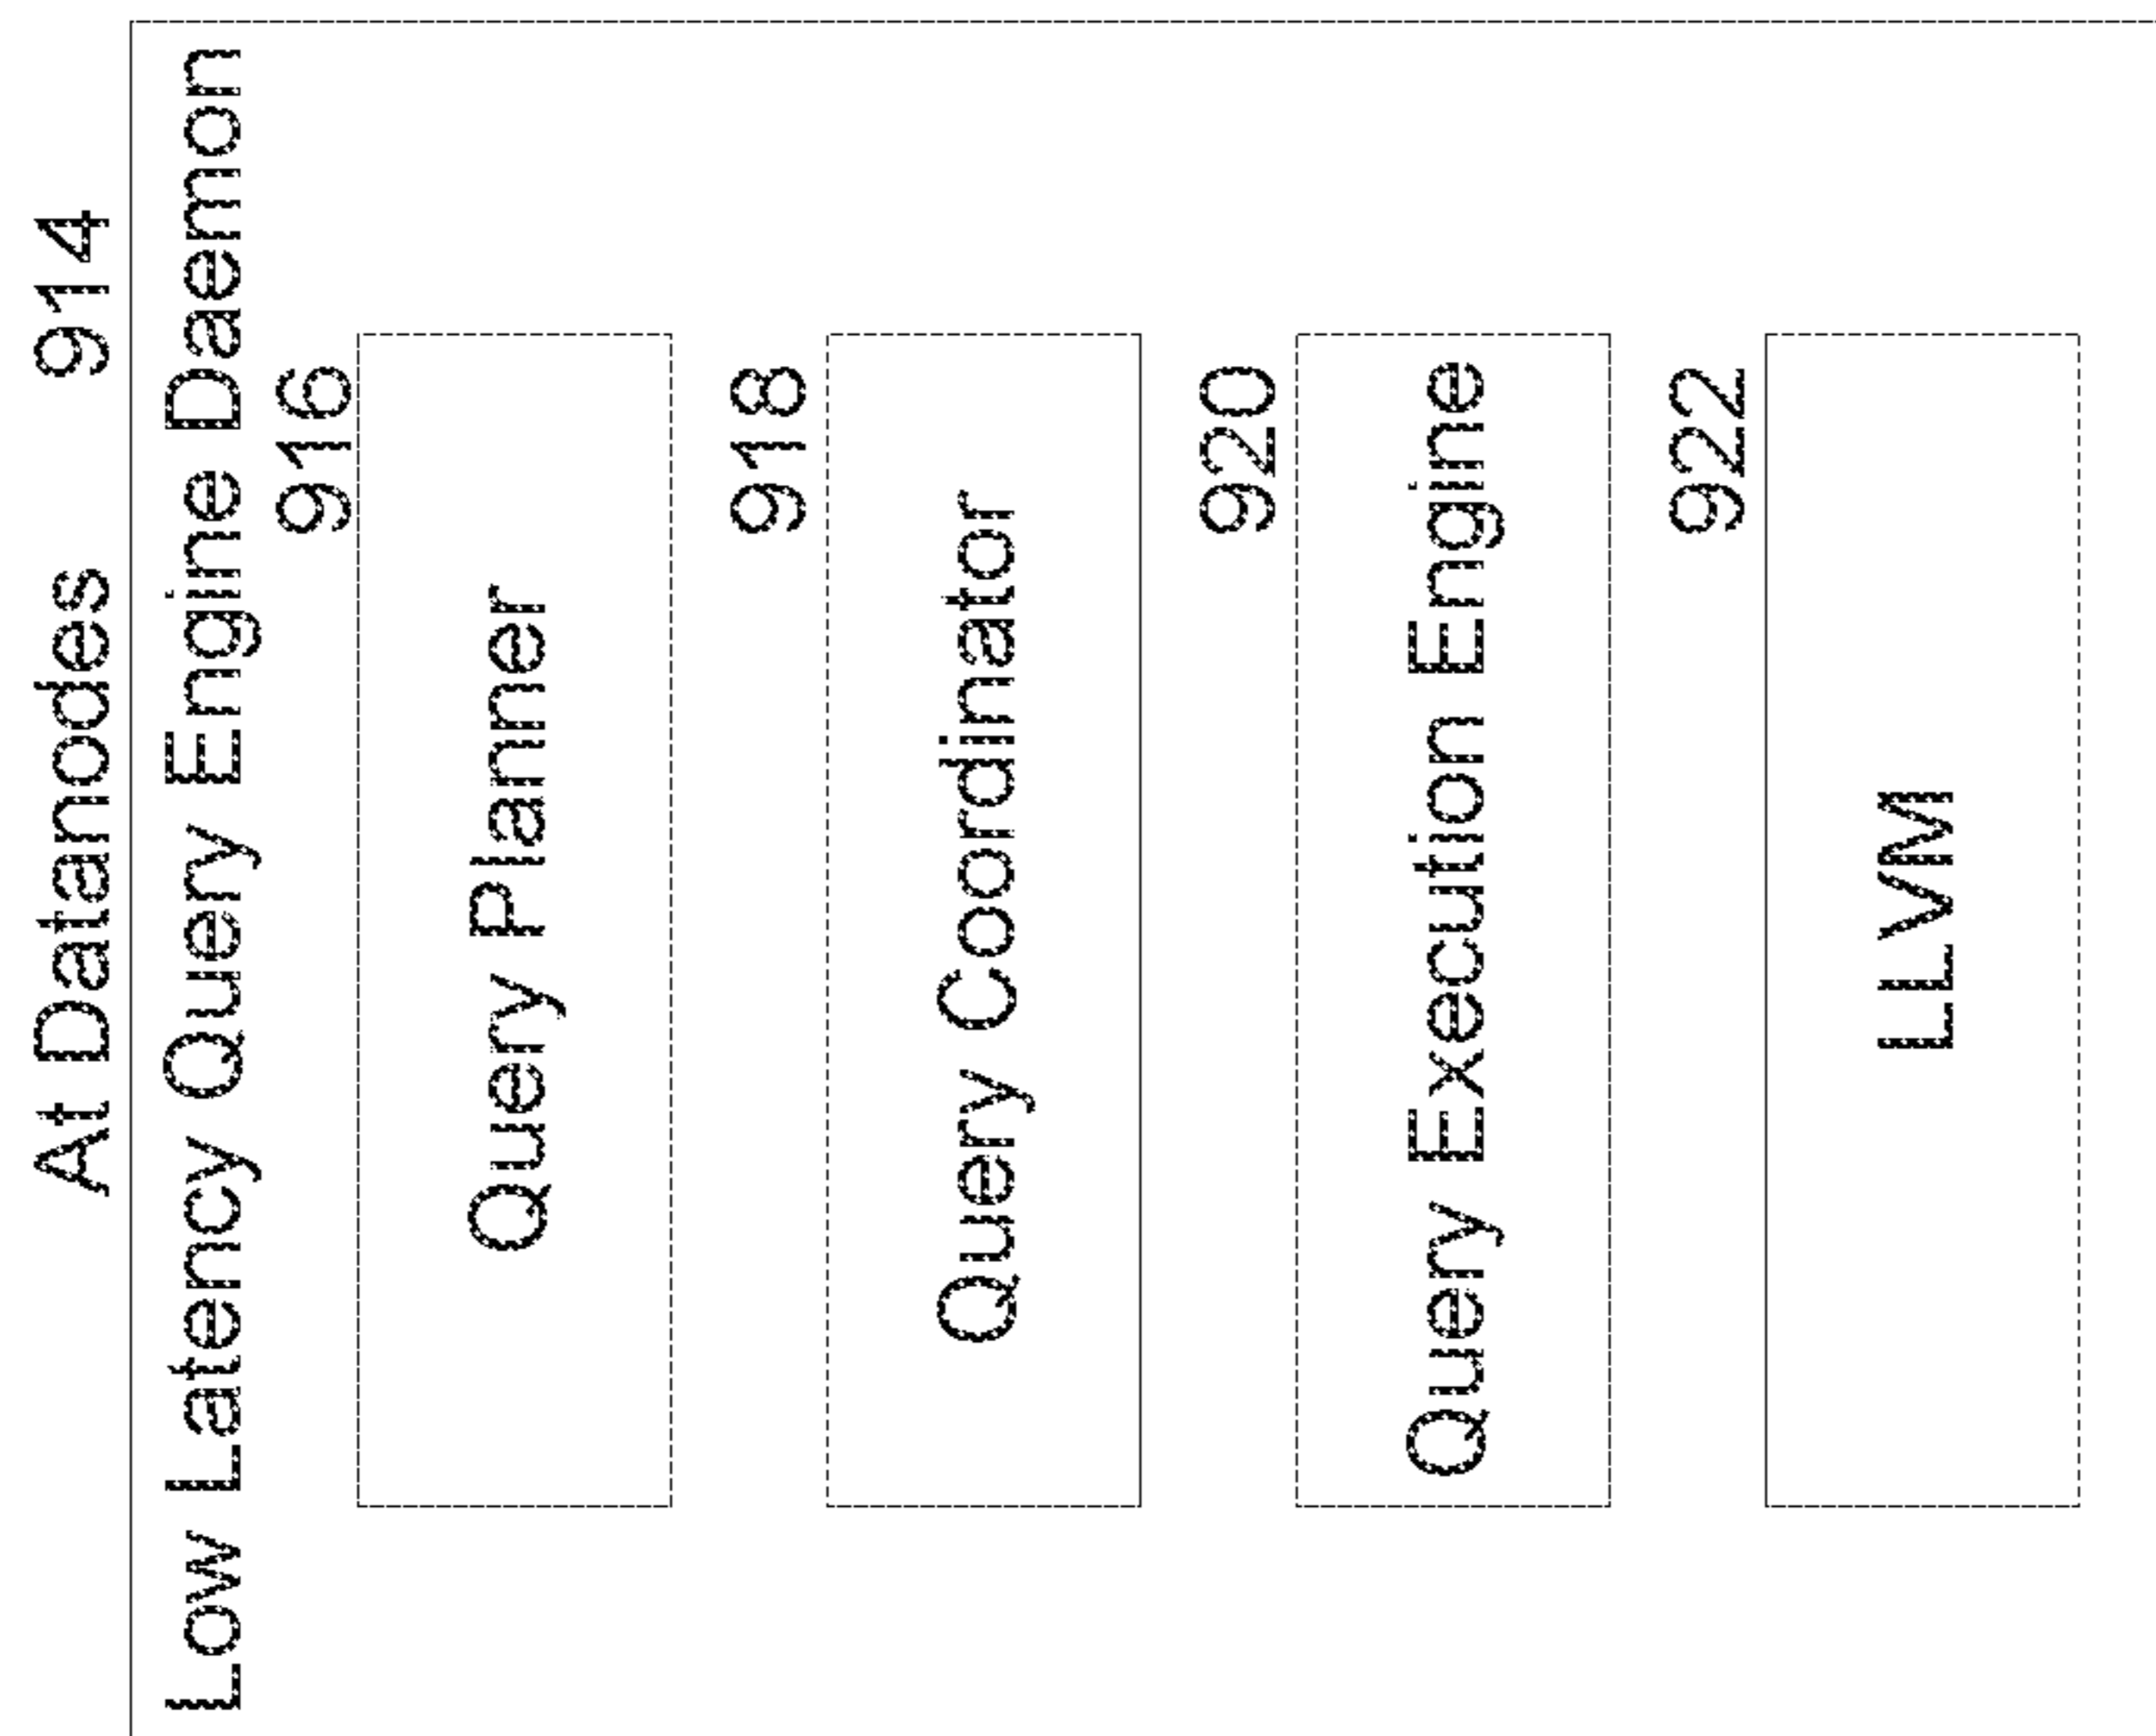 At Datanodes 914
Low Latency Query Engine Daemon
916
Query Planner
918
Query Coordinator
920
Query Execution Engine
922
LLVM